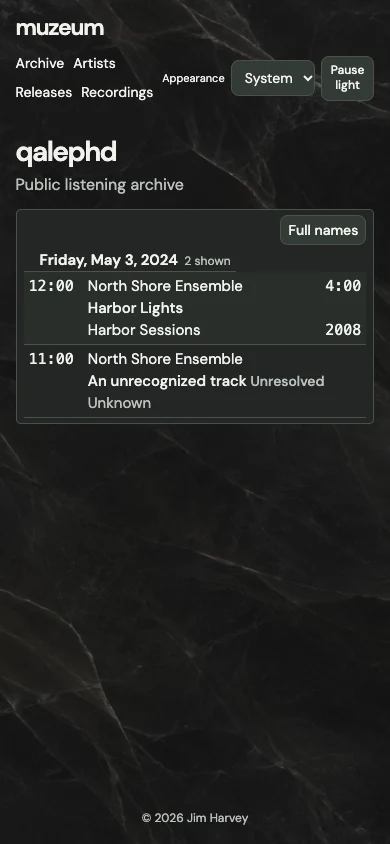 muzeum
Archive Artists
Releases Recordings
Appearance
System
Pause
light
qalephd
Public listening archive
Full names
Friday, May 3, 2024 2 shown
12:00 North Shore Ensemble 4:00
Harbor Lights
Harbor Sessions 2008
11:00 North Shore Ensemble
An unrecognized track Unresolved
Unknown
© 2026 Jim Harvey